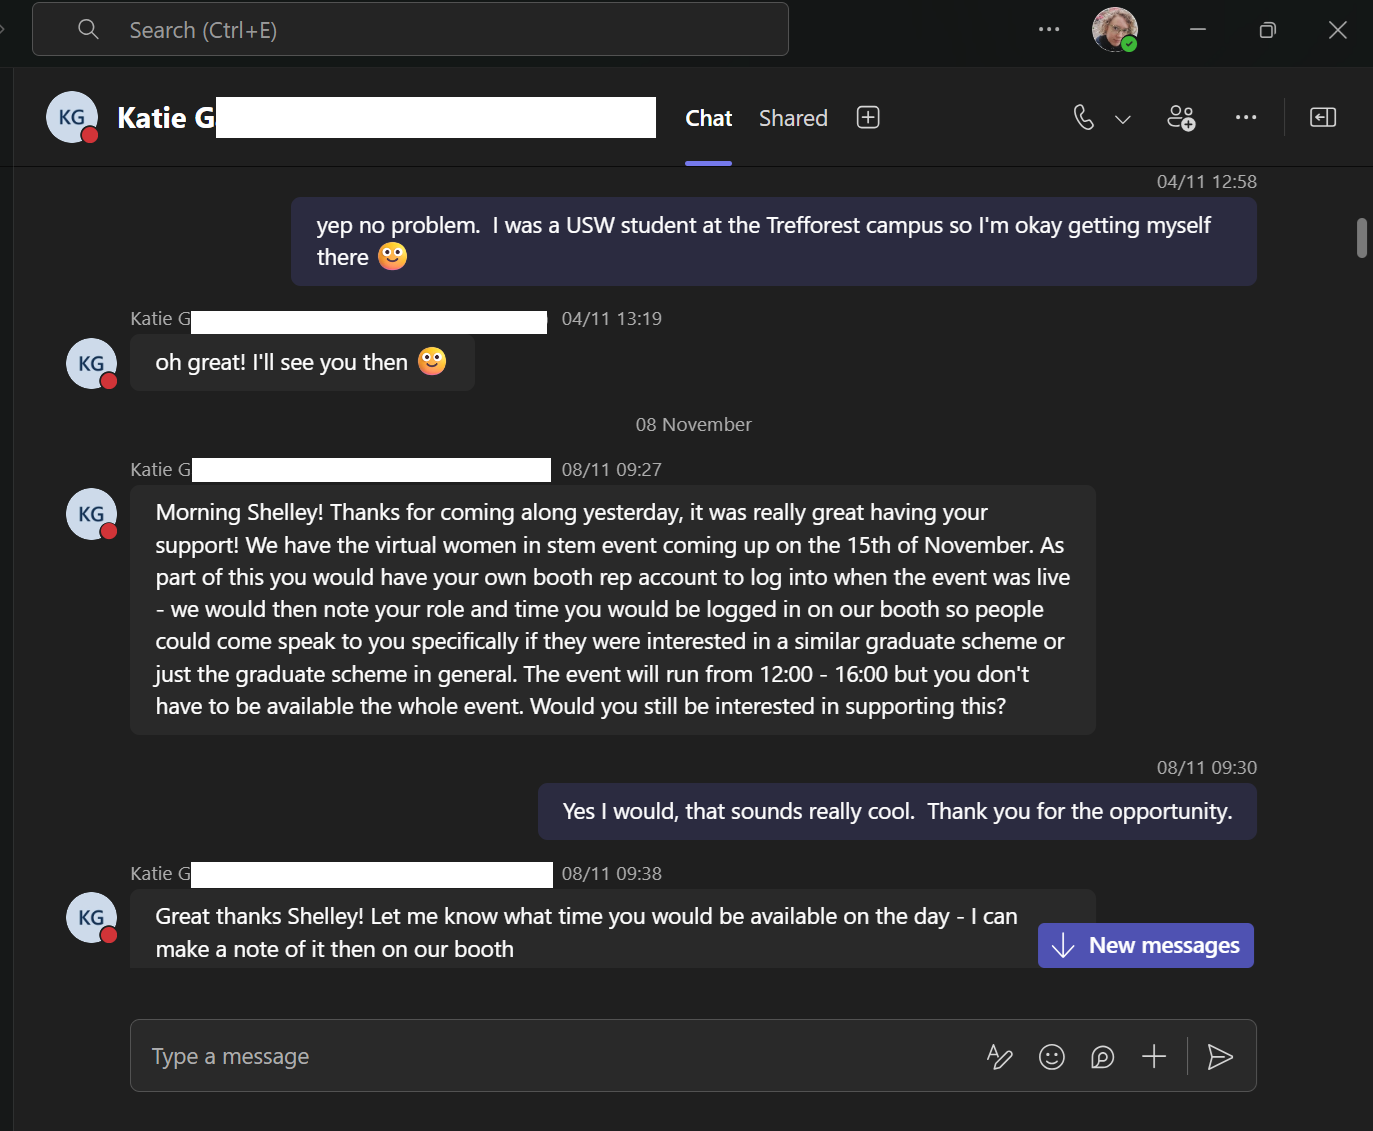 Search (Ctrl+E)
KG
Katie G
Chat
Shared
04/11 12:58
yep no problem.  I was a USW student at the Trefforest campus so I'm okay getting myself
there 🙂
Katie G
04/11 13:19
KG
oh great! I'll see you then 🙂
08 November
Katie G
08/11 09:27
KG
Morning Shelley! Thanks for coming along yesterday, it was really great having your
support! We have the virtual women in stem event coming up on the 15th of November. As
part of this you would have your own booth rep account to log into when the event was live
- we would then note your role and time you would be logged in on our booth so people
could come speak to you specifically if they were interested in a similar graduate scheme or
just the graduate scheme in general. The event will run from 12:00 - 16:00 but you don't
have to be available the whole event. Would you still be interested in supporting this?
08/11 09:30
Yes I would, that sounds really cool.  Thank you for the opportunity.
Katie G
08/11 09:38
KG
Great thanks Shelley! Let me know what time you would be available on the day - I can
make a note of it then on our booth
New messages
Type a message